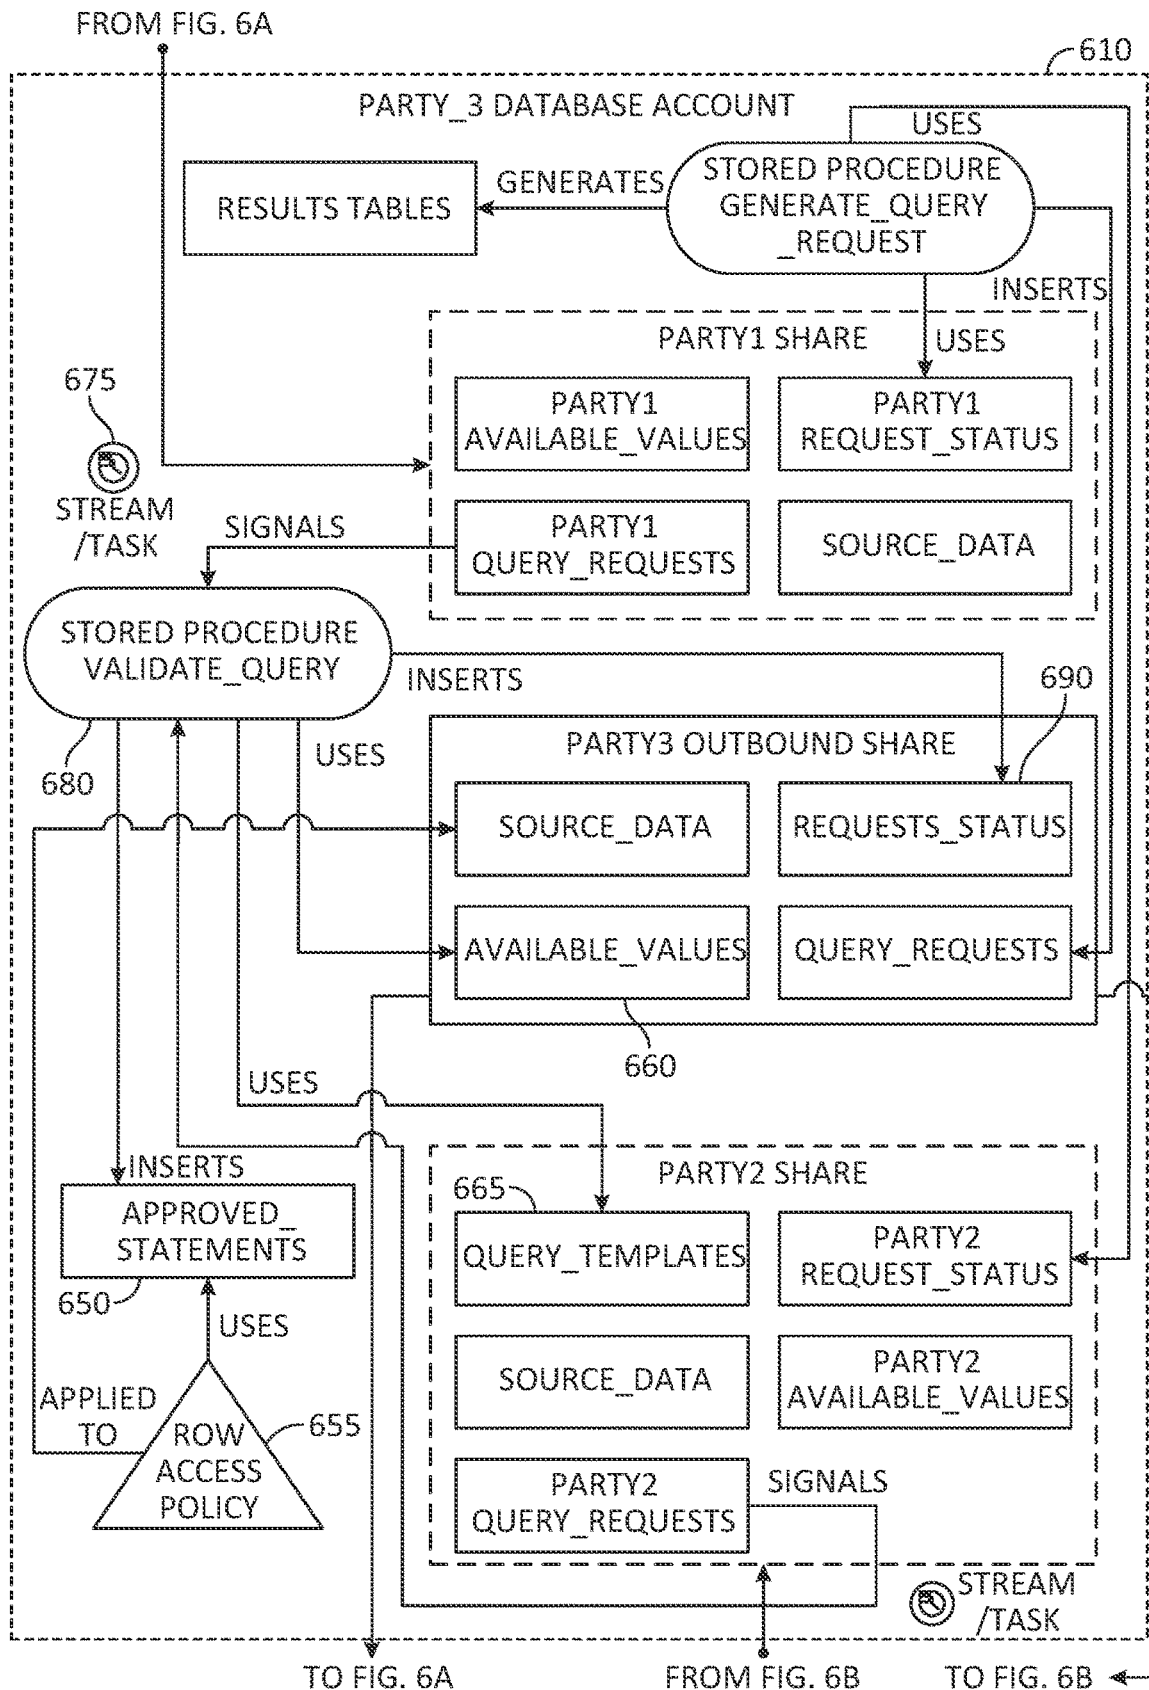 FROM FIG. 6A
610
PARTY_3 DATABASE ACCOUNT
USES
STORED PROCEDURE
GENERATE_QUERY
_REQUEST
GENERATES
RESULTS TABLES
INSERTS
PARTY1 SHARE
USES
675
PARTY1
AVAILABLE_VALUES
PARTY1
REQUEST_STATUS
STREAM
/TASK
SIGNALS
PARTY1
QUERY_REQUESTS
SOURCE_DATA
STORED PROCEDURE
VALIDATE_QUERY
INSERTS
690
680
USES
PARTY3 OUTBOUND SHARE
SOURCE_DATA
REQUESTS_STATUS
AVAILABLE_VALUES
QUERY_REQUESTS
660
USES
INSERTS
PARTY2 SHARE
665
APPROVED_
STATEMENTS
QUERY_TEMPLATES
PARTY2
REQUEST_STATUS
650
USES
SOURCE_DATA
PARTY2
AVAILABLE_VALUES
APPLIED
TO
655
ROW
ACCESS
POLICY
PARTY2
QUERY_REQUESTS
SIGNALS
STREAM
/TASK
TO FIG. 6A
FROM FIG. 6B
TO FIG. 6B